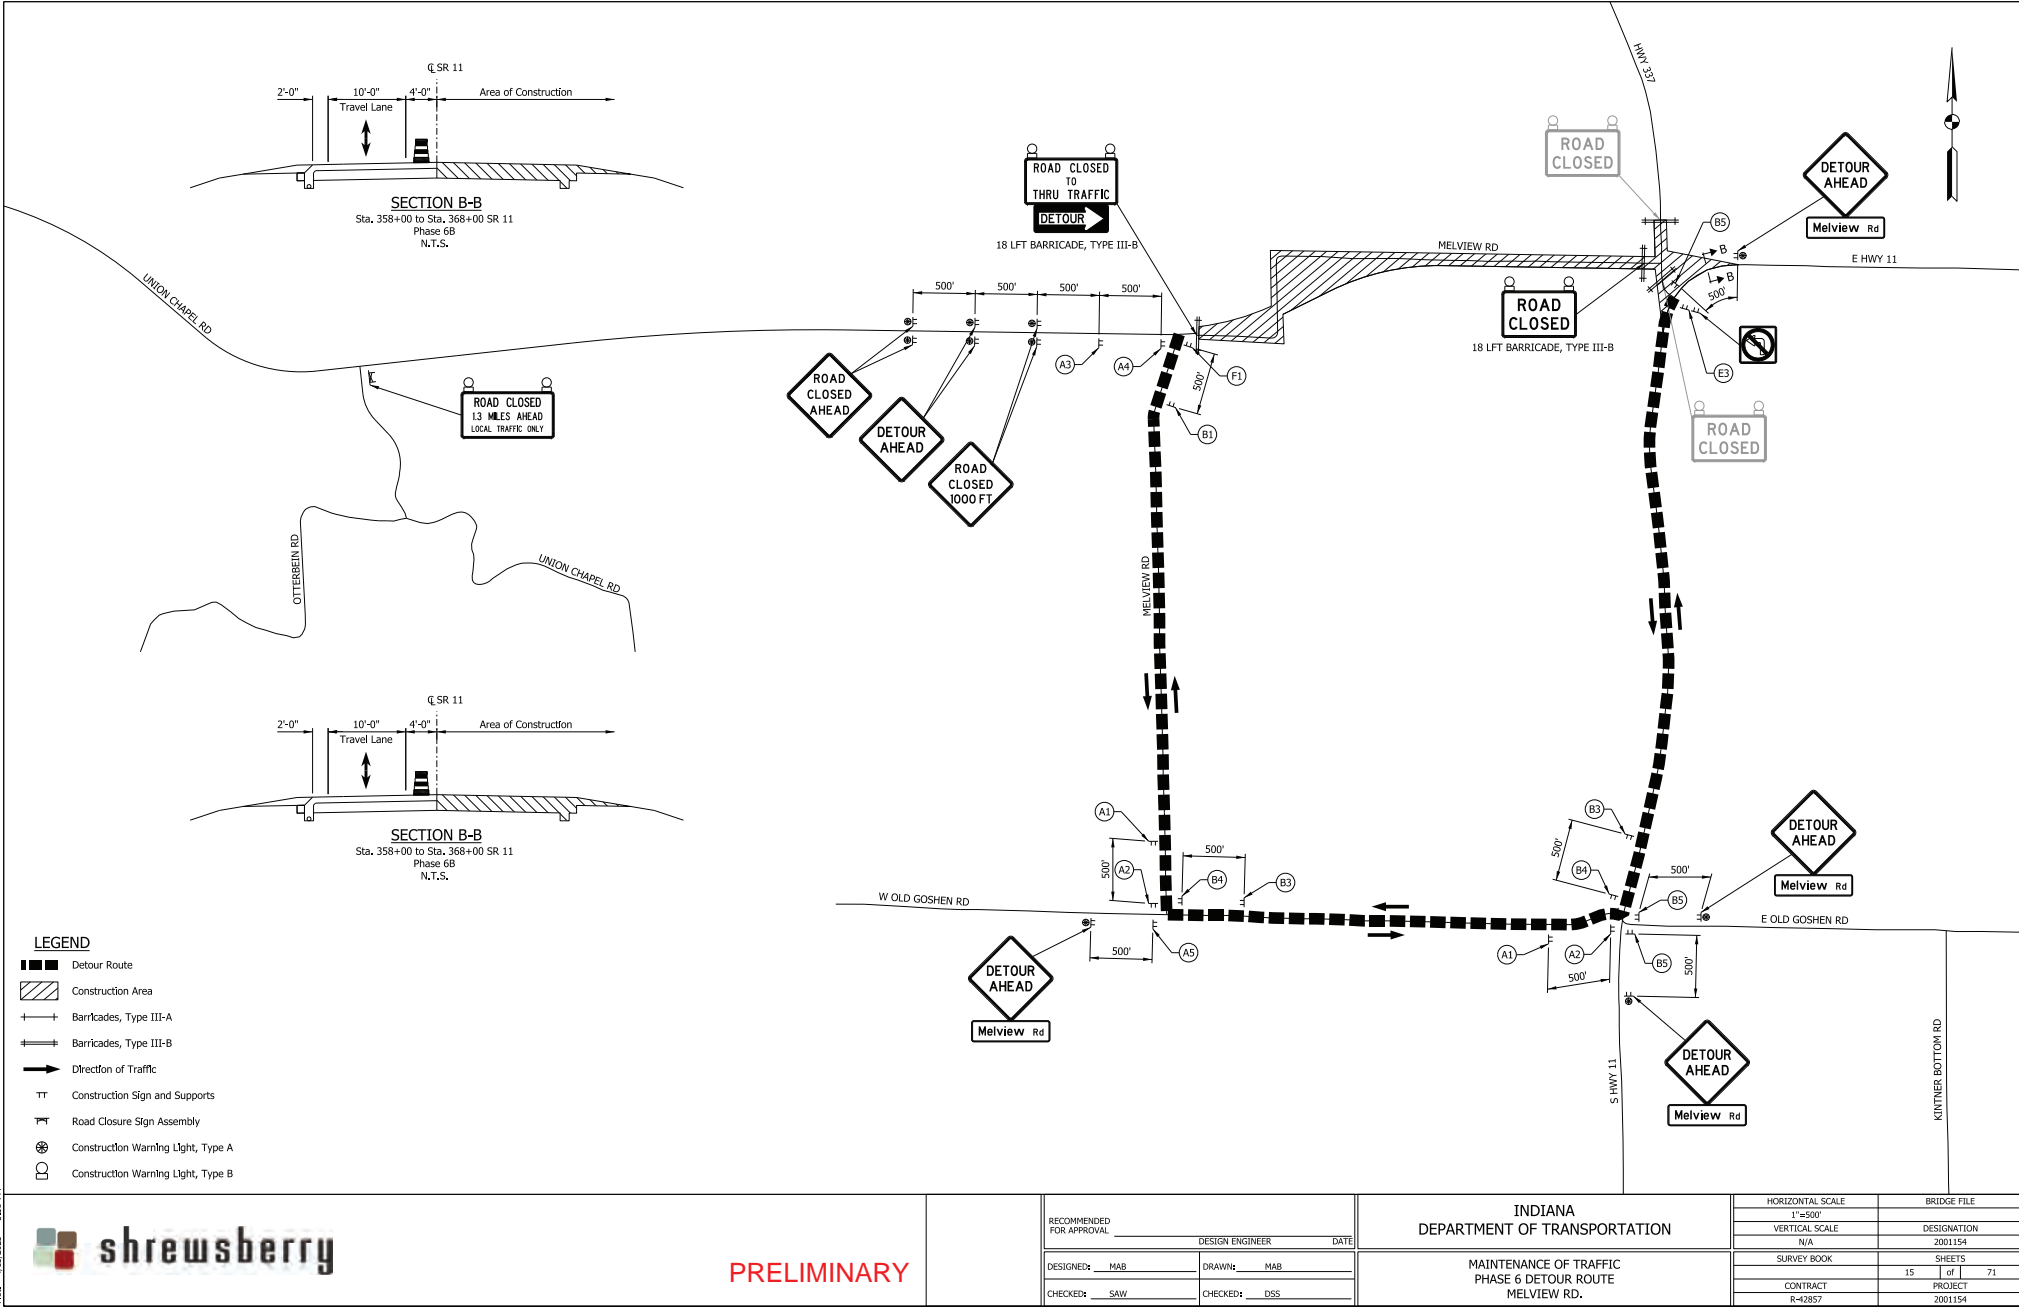 ℄ SR 11
2'-0"
10'-0"
4'-0"
Area of Construction
Travel Lane
SECTION B-B
Sta. 358+00 to Sta. 368+00 SR 11
Phase 6B
N.T.S.
HWY 337
ROAD
CLOSED
DETOUR
AHEAD
Melview Rd
ROAD CLOSED
TO
THRU TRAFFIC
DETOUR
18 LFT BARRICADE, TYPE III-B
MELVIEW RD
B5
B
B
E HWY 11
500'
ROAD
CLOSED
18 LFT BARRICADE, TYPE III-B
E3
ROAD
CLOSED
UNION CHAPEL RD
500'
500'
500'
500'
A3
A4
F1
500'
B1
ROAD
CLOSED
AHEAD
DETOUR
AHEAD
ROAD
CLOSED
1000 FT
ROAD CLOSED
1.3 MILES AHEAD
LOCAL TRAFFIC ONLY
OTTERBEIN RD
UNION CHAPEL RD
MELVIEW RD
℄ SR 11
2'-0"
10'-0"
4'-0"
Area of Construction
Travel Lane
SECTION B-B
Sta. 358+00 to Sta. 368+00 SR 11
Phase 6B
N.T.S.
A1
500'
A2
500'
B4
B3
W OLD GOSHEN RD
500'
A5
DETOUR
AHEAD
Melview Rd
B3
500'
B4
500'
B5
DETOUR
AHEAD
Melview Rd
E OLD GOSHEN RD
A1
A2
500'
B5
500'
DETOUR
AHEAD
Melview Rd
S HWY 11
KINTNER BOTTOM RD
LEGEND
Detour Route
Construction Area
Barricades, Type III-A
Barricades, Type III-B
Direction of Traffic
Construction Sign and Supports
Road Closure Sign Assembly
Construction Warning Light, Type A
Construction Warning Light, Type B
shrewsberry
PRELIMINARY
RECOMMENDED
FOR APPROVAL
DESIGN ENGINEER
DATE
DESIGNED: MAB
DRAWN: MAB
CHECKED: SAW
CHECKED: DSS
INDIANA
DEPARTMENT OF TRANSPORTATION
MAINTENANCE OF TRAFFIC
PHASE 6 DETOUR ROUTE
MELVIEW RD.
HORIZONTAL SCALE
1"=500'
VERTICAL SCALE
N/A
BRIDGE FILE
DESIGNATION
2001154
SURVEY BOOK
SHEETS
15 of 71
CONTRACT
R-42857
PROJECT
2001154